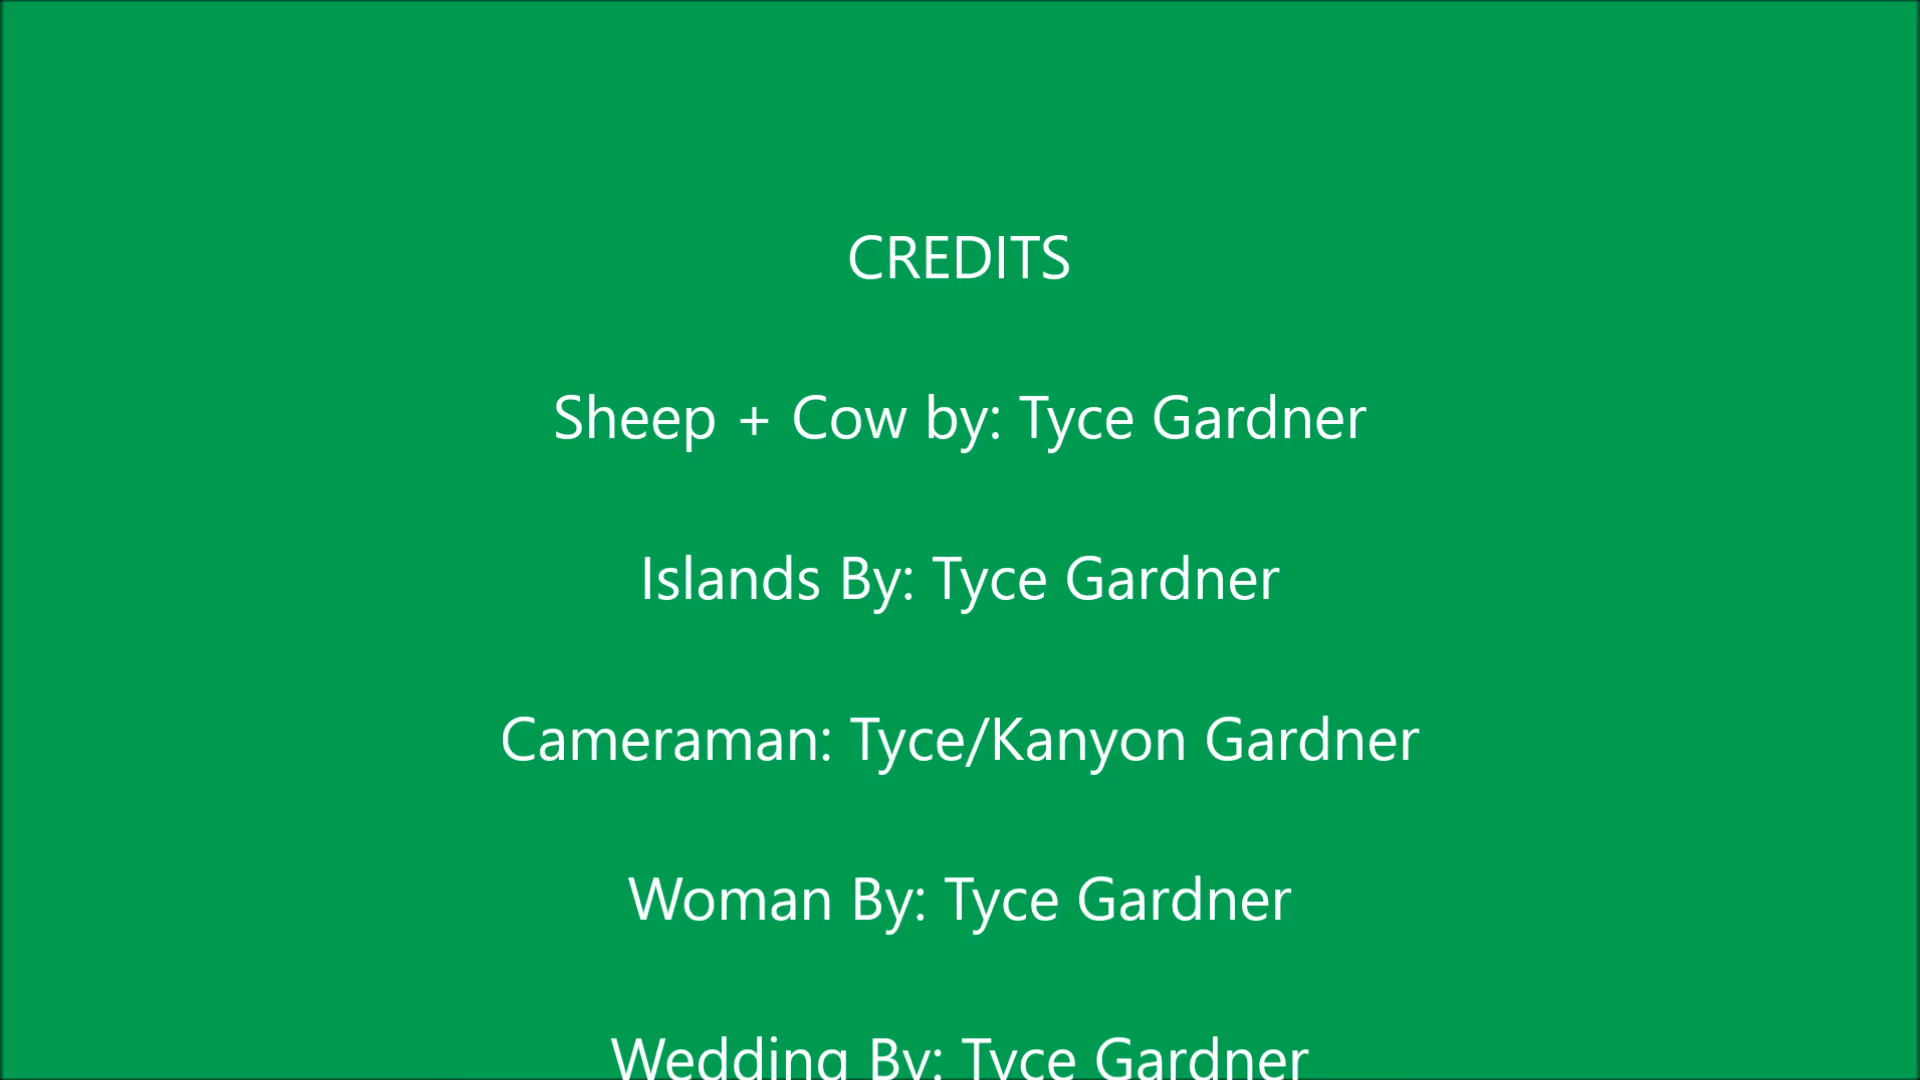 CREDITS
Sheep + Cow by: Tyce Gardner
Islands By: Tyce Gardner
Cameraman: Tyce/Kanyon Gardner
Woman By: Tyce Gardner
Wedding By: Tyce Gardner